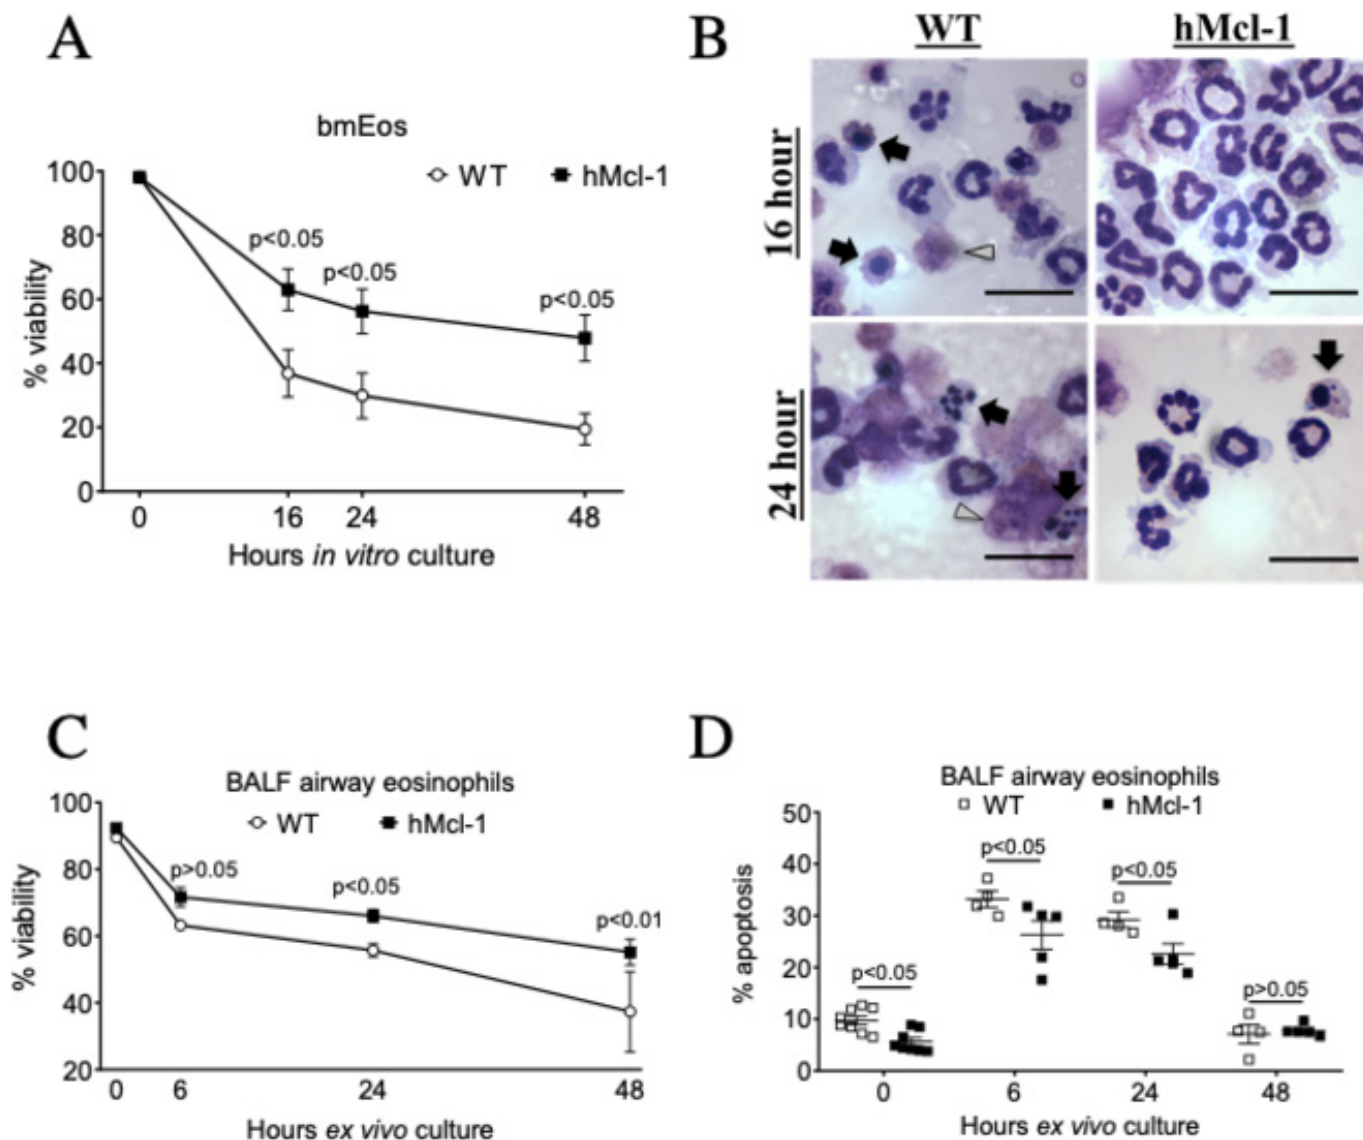 A
bmEos
WT hMcl-1
100
80
60
40
20
0
% viability
p<0.05
p<0.05
p<0.05
0 16 24 48
Hours in vitro culture
B
WT hMcl-1
16 hour
24 hour
C
BALF airway eosinophils
WT hMcl-1
100
80
60
40
20
% viability
p>0.05
p<0.05
p<0.01
0 6 24 48
Hours ex vivo culture
D
BALF airway eosinophils
WT hMcl-1
50
40
30
20
10
0
% apoptosis
p<0.05
p<0.05
p<0.05
p>0.05
0 6 24 48
Hours ex vivo culture